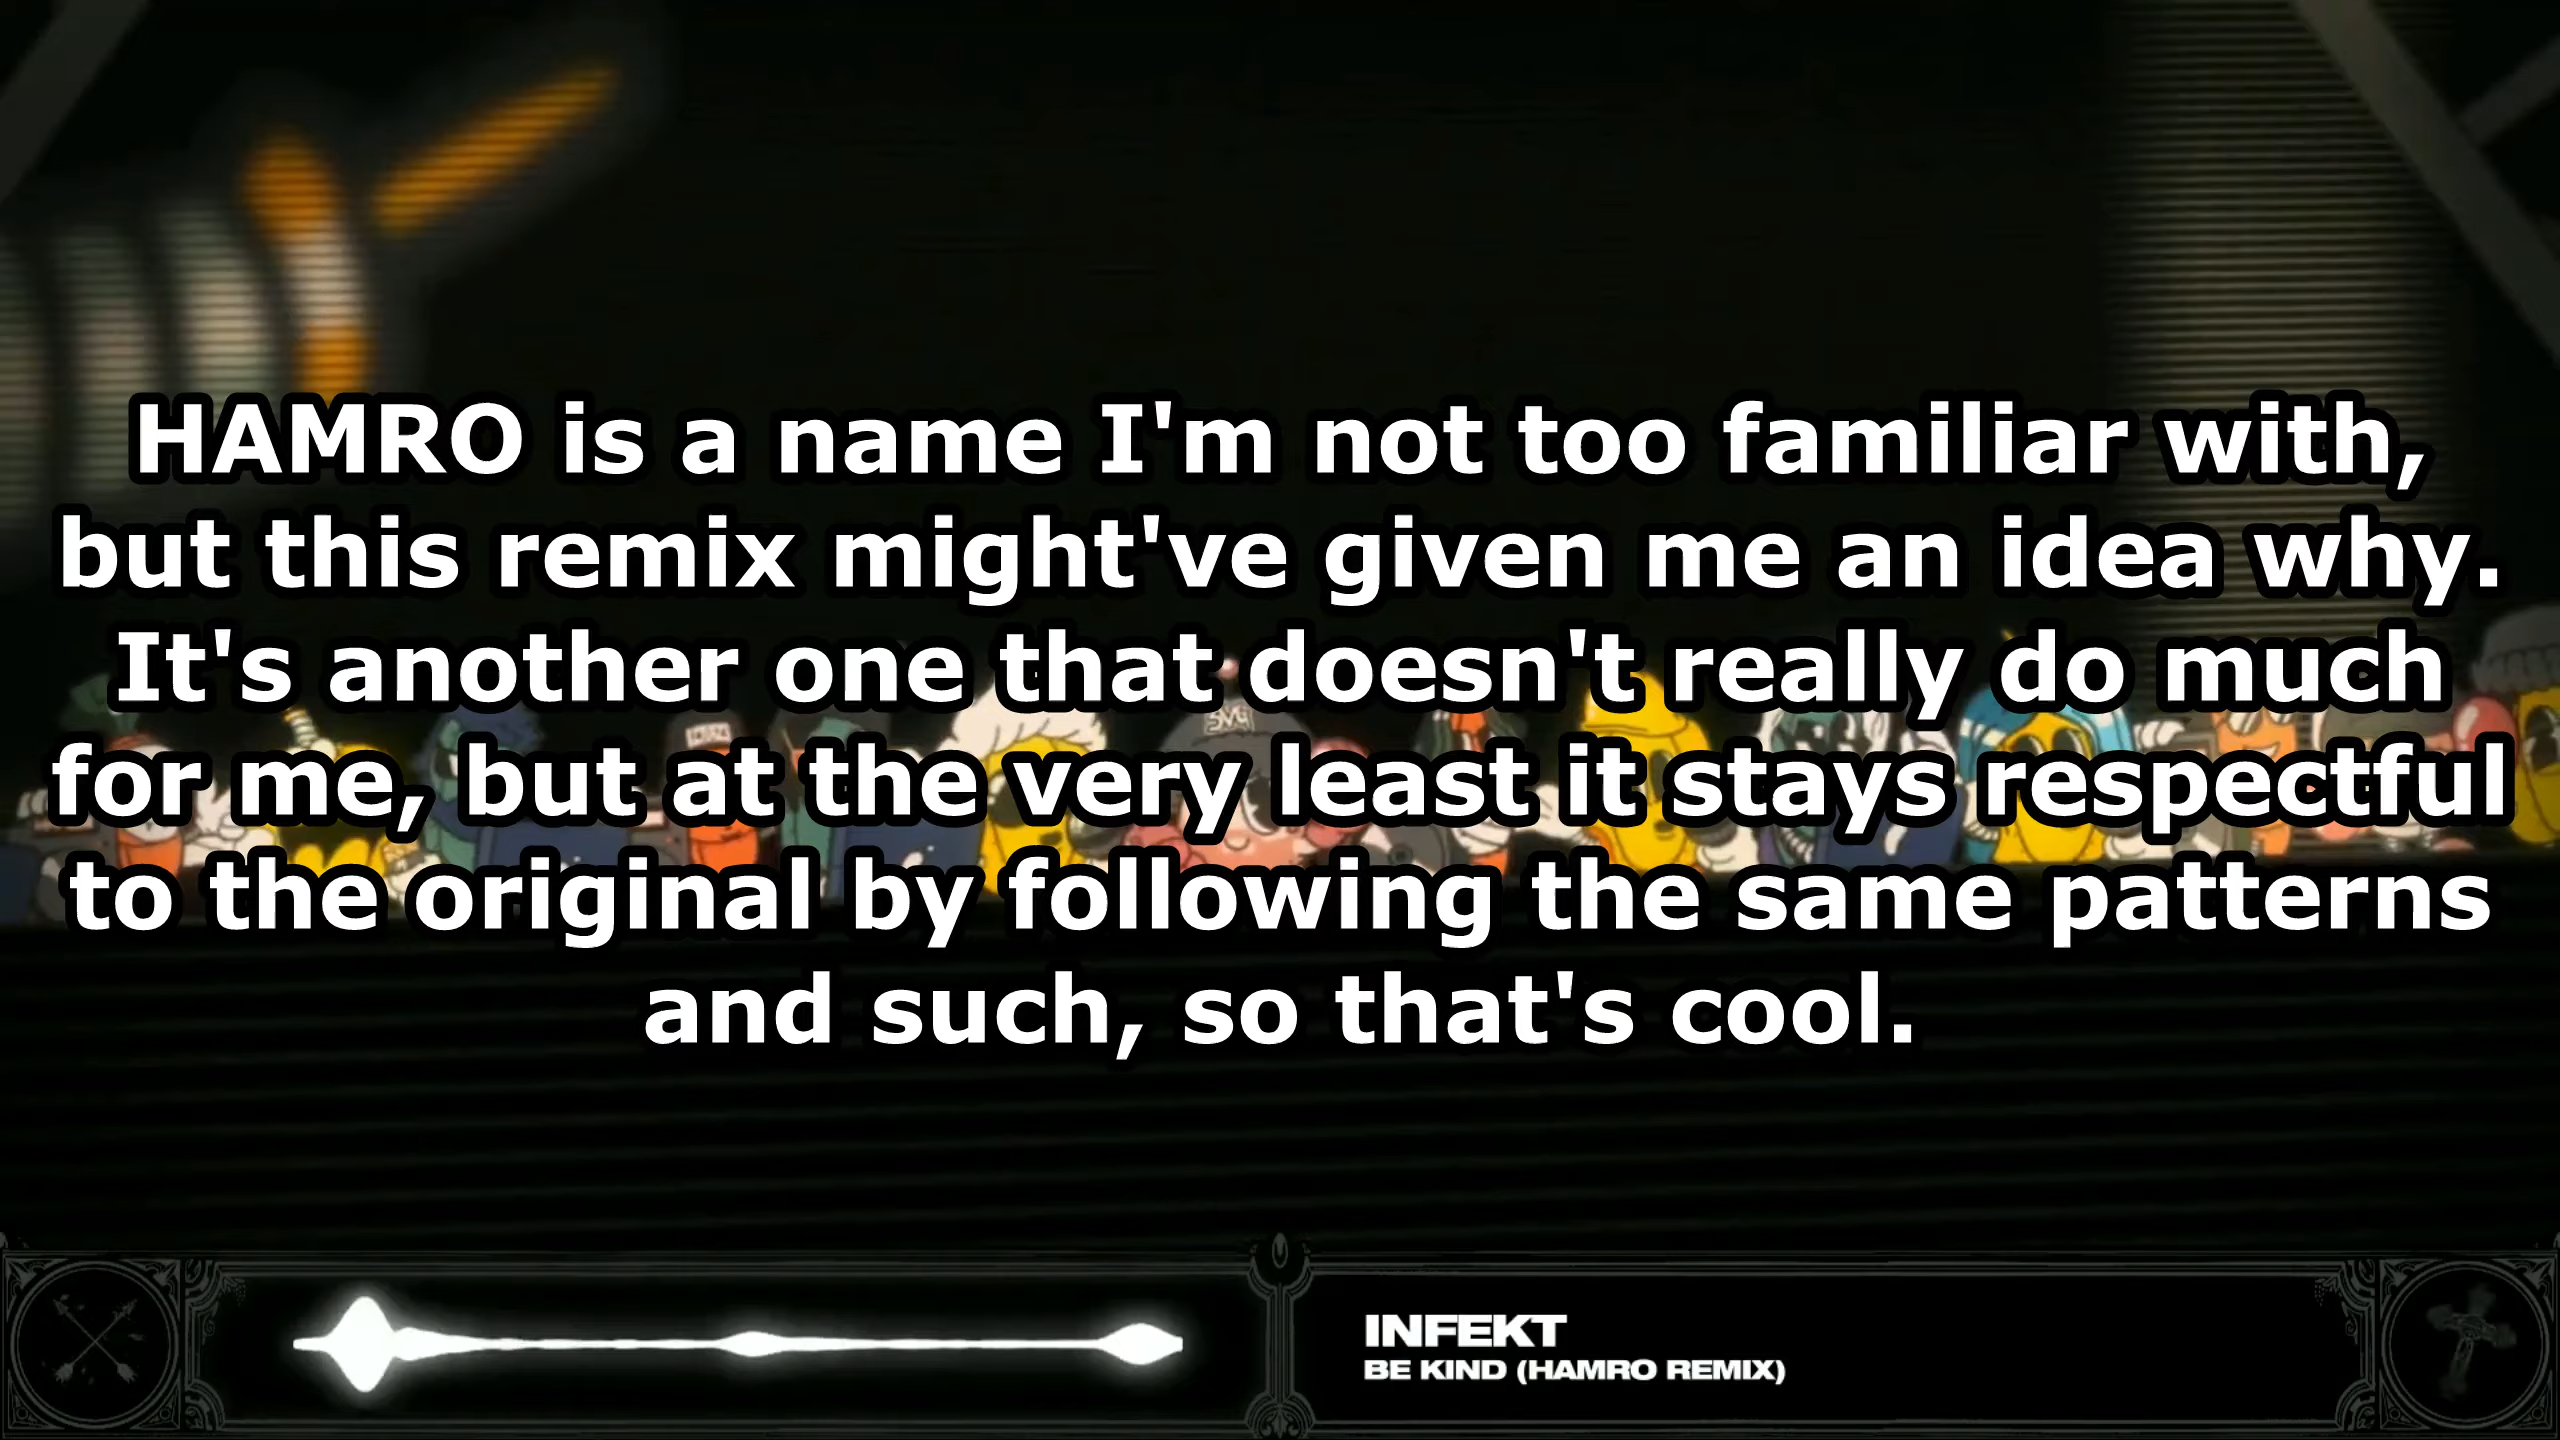 HAMRO is a name I'm not too familiar with,
but this remix might've given me an idea why.
It's another one that doesn't really do much
for me, but at the very least it stays respectful
to the original by following the same patterns
and such, so that's cool.
INFEKT
BE KIND (HAMRO REMIX)